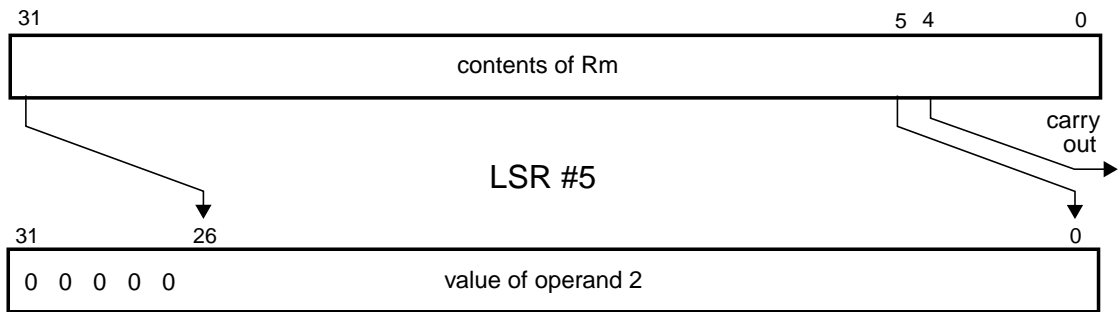 31 5 4 0
contents of Rm
carry
out
LSR #5
31 26 0
0 0 0 0 0 value of operand 2